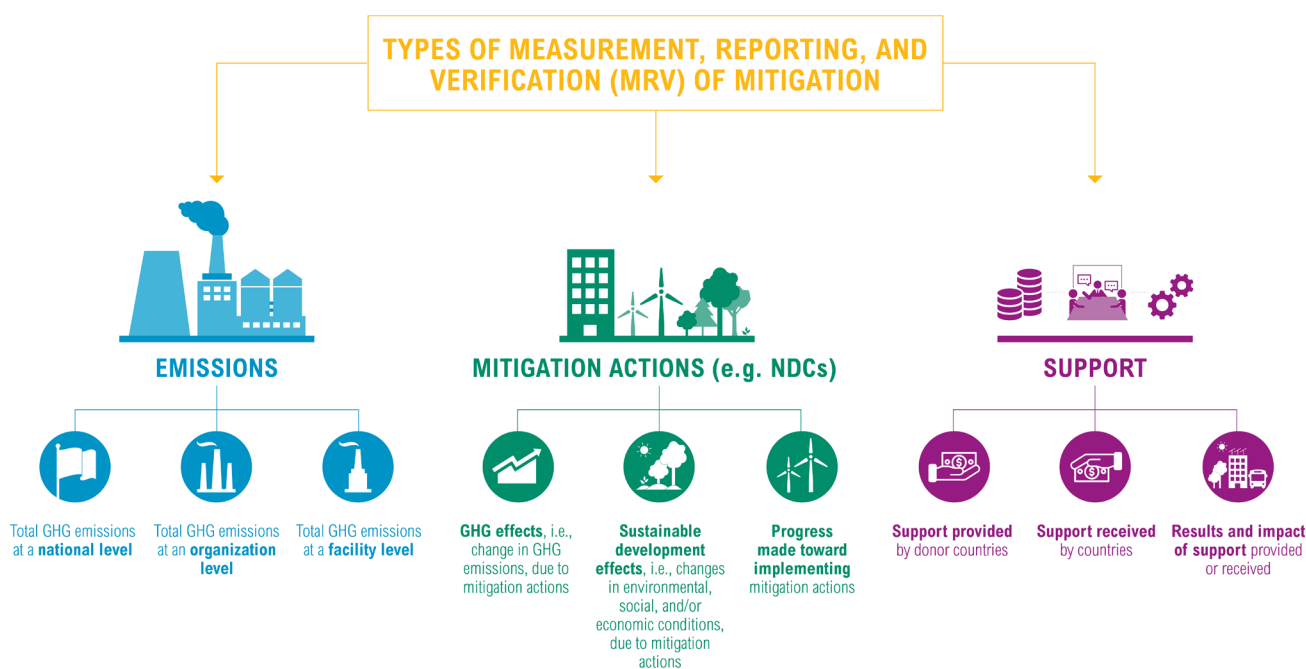 TYPES OF MEASUREMENT, REPORTING, AND
VERIFICATION (MRV) OF MITIGATION
EMISSIONS
Total GHG emissions
at a national level
Total GHG emissions
at an organization
level
Total GHG emissions
at a facility level
MITIGATION ACTIONS (e.g. NDCs)
GHG effects, i.e.,
change in GHG
emissions, due to
mitigation actions
Sustainable
development
effects, i.e., changes
in environmental,
social, and/or
economic conditions,
due to mitigation
actions
Progress
made toward
implementing
mitigation actions
SUPPORT
$
Support provided
by donor countries
$
Support received
by countries
Results and impact
of support provided
or received